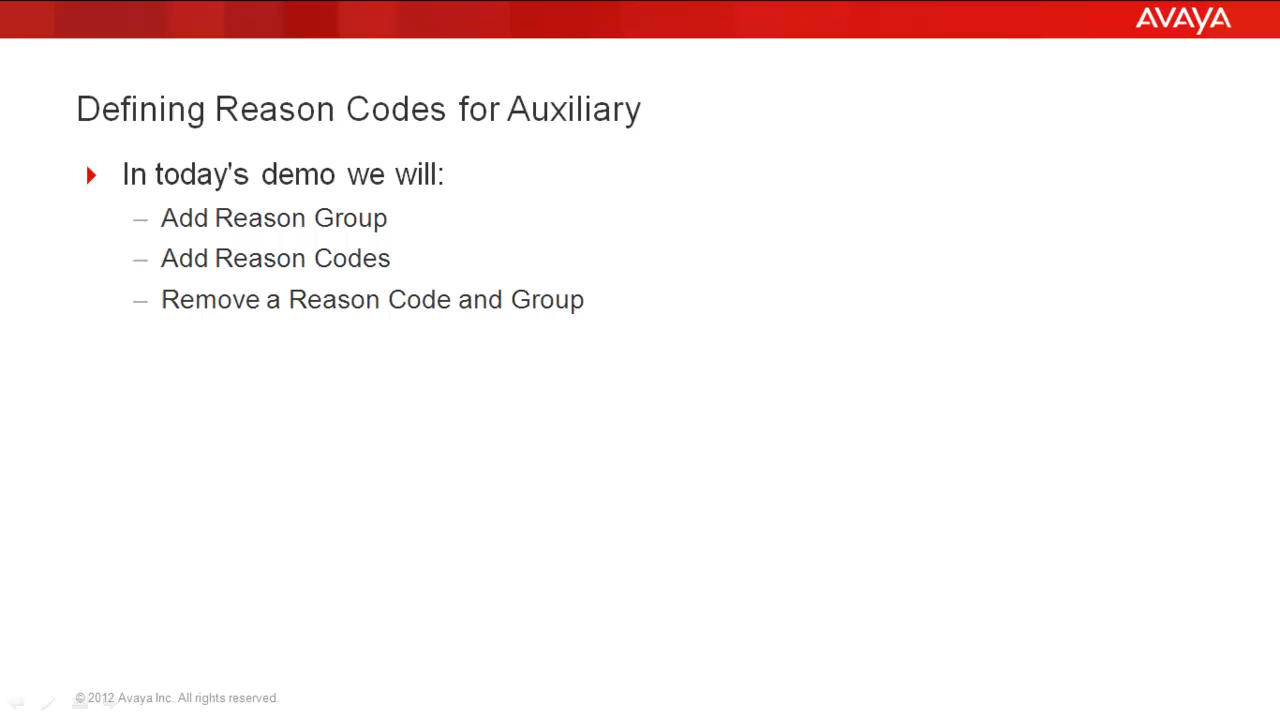 AVAYA
Defining Reason Codes for Auxiliary
In today's demo we will:
– Add Reason Group
– Add Reason Codes
– Remove a Reason Code and Group
© 2012 Avaya Inc. All rights reserved.